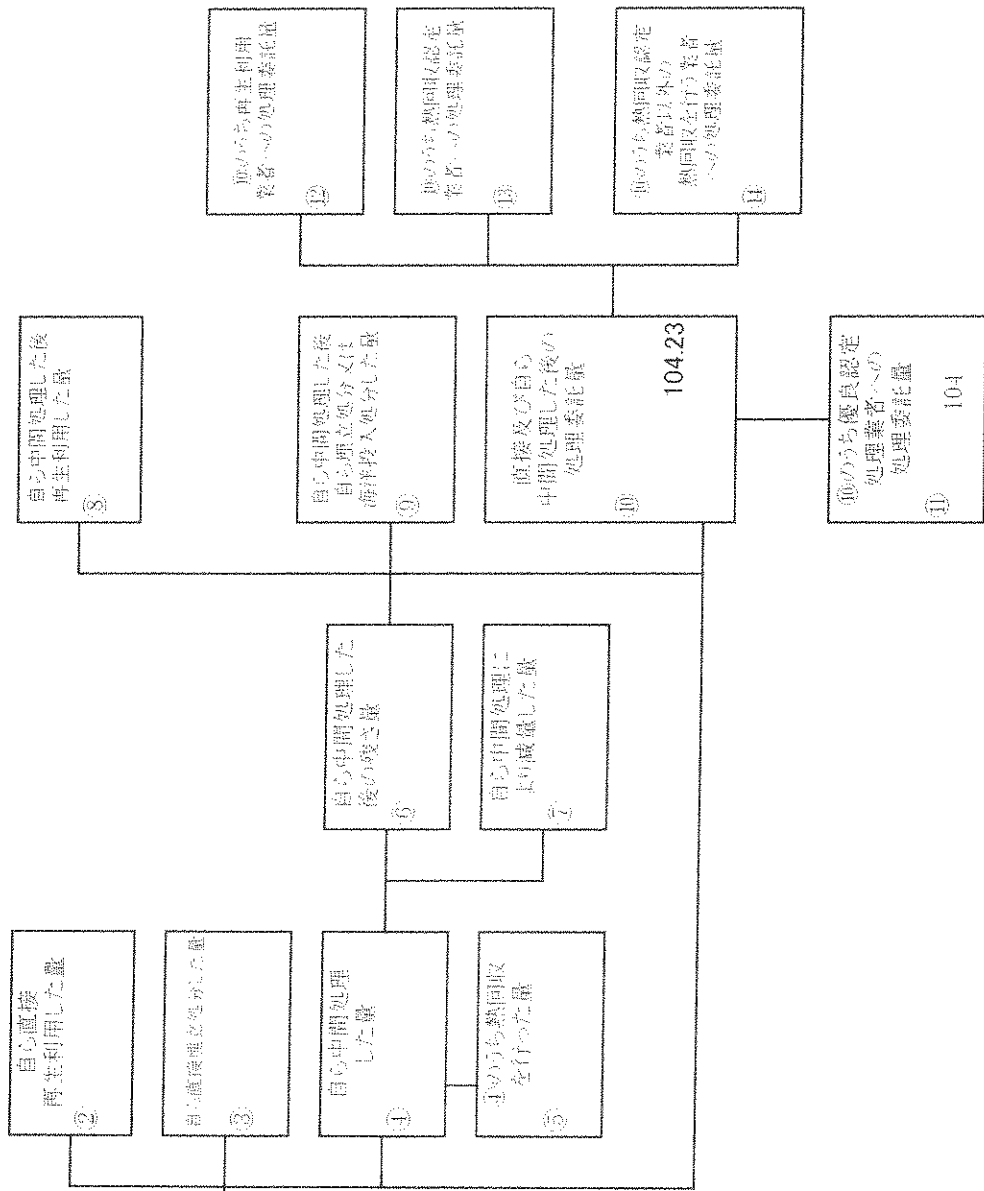 自ら直接
再生利用した量
②
自ら直接埋立処分した量
③
自ら中間処理
した量
④
④のうち熱回収
を行った量
⑤
自ら中間処理した
後の残さ量
⑥
自ら中間処理に
より減量した量
⑦
自ら中間処理した後
再生利用した量
⑧
自ら中間処理した後
自ら埋立処分又は
海洋投入処分した量
⑨
直接及び自ら
中間処理した後の
処理委託量
⑩
104.23
⑩のうち優良認定
処理業者への
処理委託量
⑪
104
⑩のうち再生利用
業者への処理委託量
⑫
⑩のうち熱回収認定
業者への処理委託量
⑬
⑩のうち熱回収認定
業者以外の
熱回収を行う業者
への処理委託量
⑭